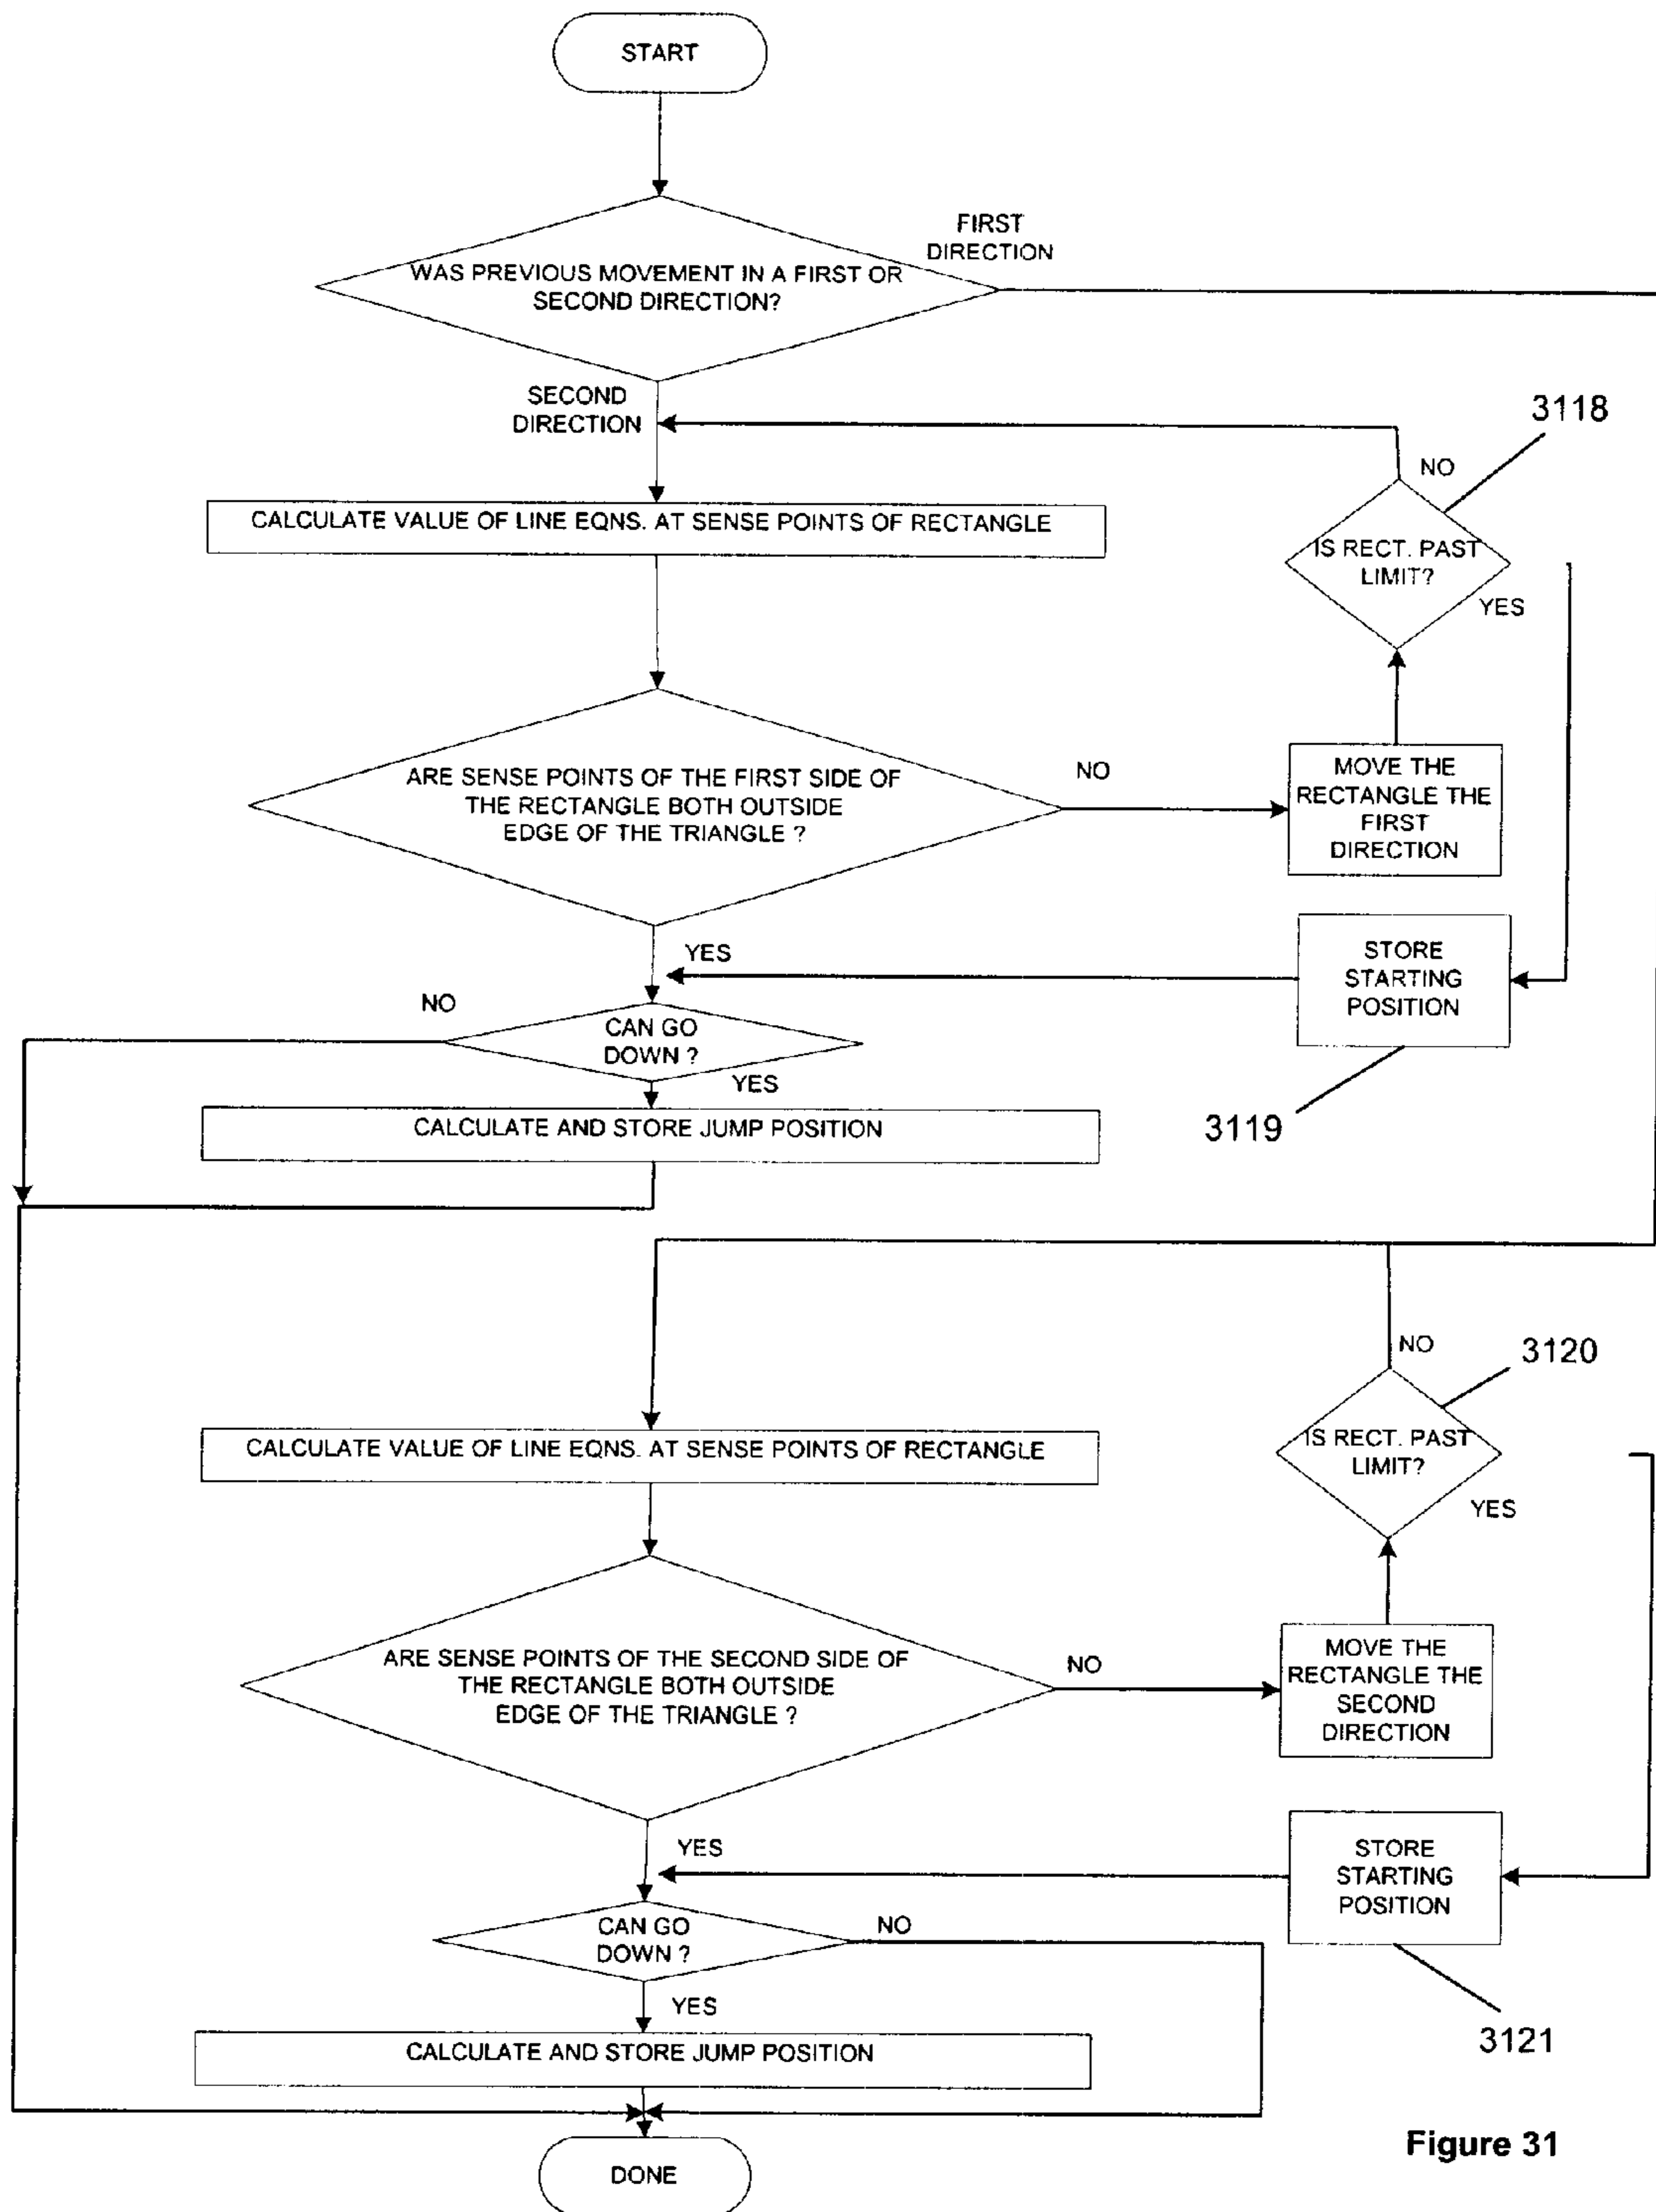 START
FIRST
DIRECTION
WAS PREVIOUS MOVEMENT IN A FIRST OR
SECOND DIRECTION?
SECOND
DIRECTION
3118
NO
CALCULATE VALUE OF LINE EQNS. AT SENSE POINTS OF RECTANGLE
IS RECT. PAST
LIMIT?
YES
ARE SENSE POINTS OF THE FIRST SIDE OF
THE RECTANGLE BOTH OUTSIDE
EDGE OF THE TRIANGLE ?
NO
MOVE THE
RECTANGLE THE
FIRST
DIRECTION
YES
STORE
STARTING
POSITION
NO
CAN GO
DOWN ?
YES
3119
CALCULATE AND STORE JUMP POSITION
NO
3120
CALCULATE VALUE OF LINE EQNS. AT SENSE POINTS OF RECTANGLE
IS RECT. PAST
LIMIT?
YES
ARE SENSE POINTS OF THE SECOND SIDE OF
THE RECTANGLE BOTH OUTSIDE
EDGE OF THE TRIANGLE ?
NO
MOVE THE
RECTANGLE THE
SECOND
DIRECTION
YES
STORE
STARTING
POSITION
CAN GO
DOWN ?
NO
YES
3121
CALCULATE AND STORE JUMP POSITION
Figure 31
DONE